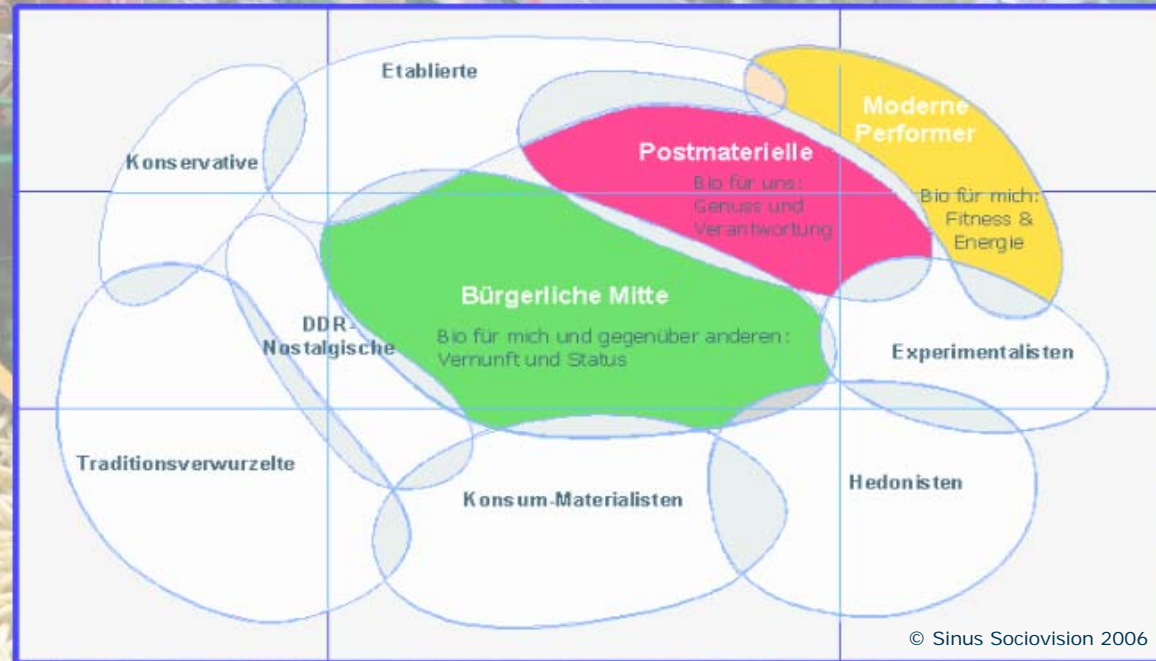 Etablierte
Moderne
Performer
Konservative
Postmaterielle
Bio für uns:
Genuss und
Verantwortung
Bio für mich:
Fitness &
Energie
Bürgerliche Mitte
Bio für mich und gegenüber anderen:
Vernunft und Status
DDR-
Nostalgische
Experimentalisten
Traditionsverwurzelte
Konsum-Materialisten
Hedonisten
© Sinus Sociovision 2006